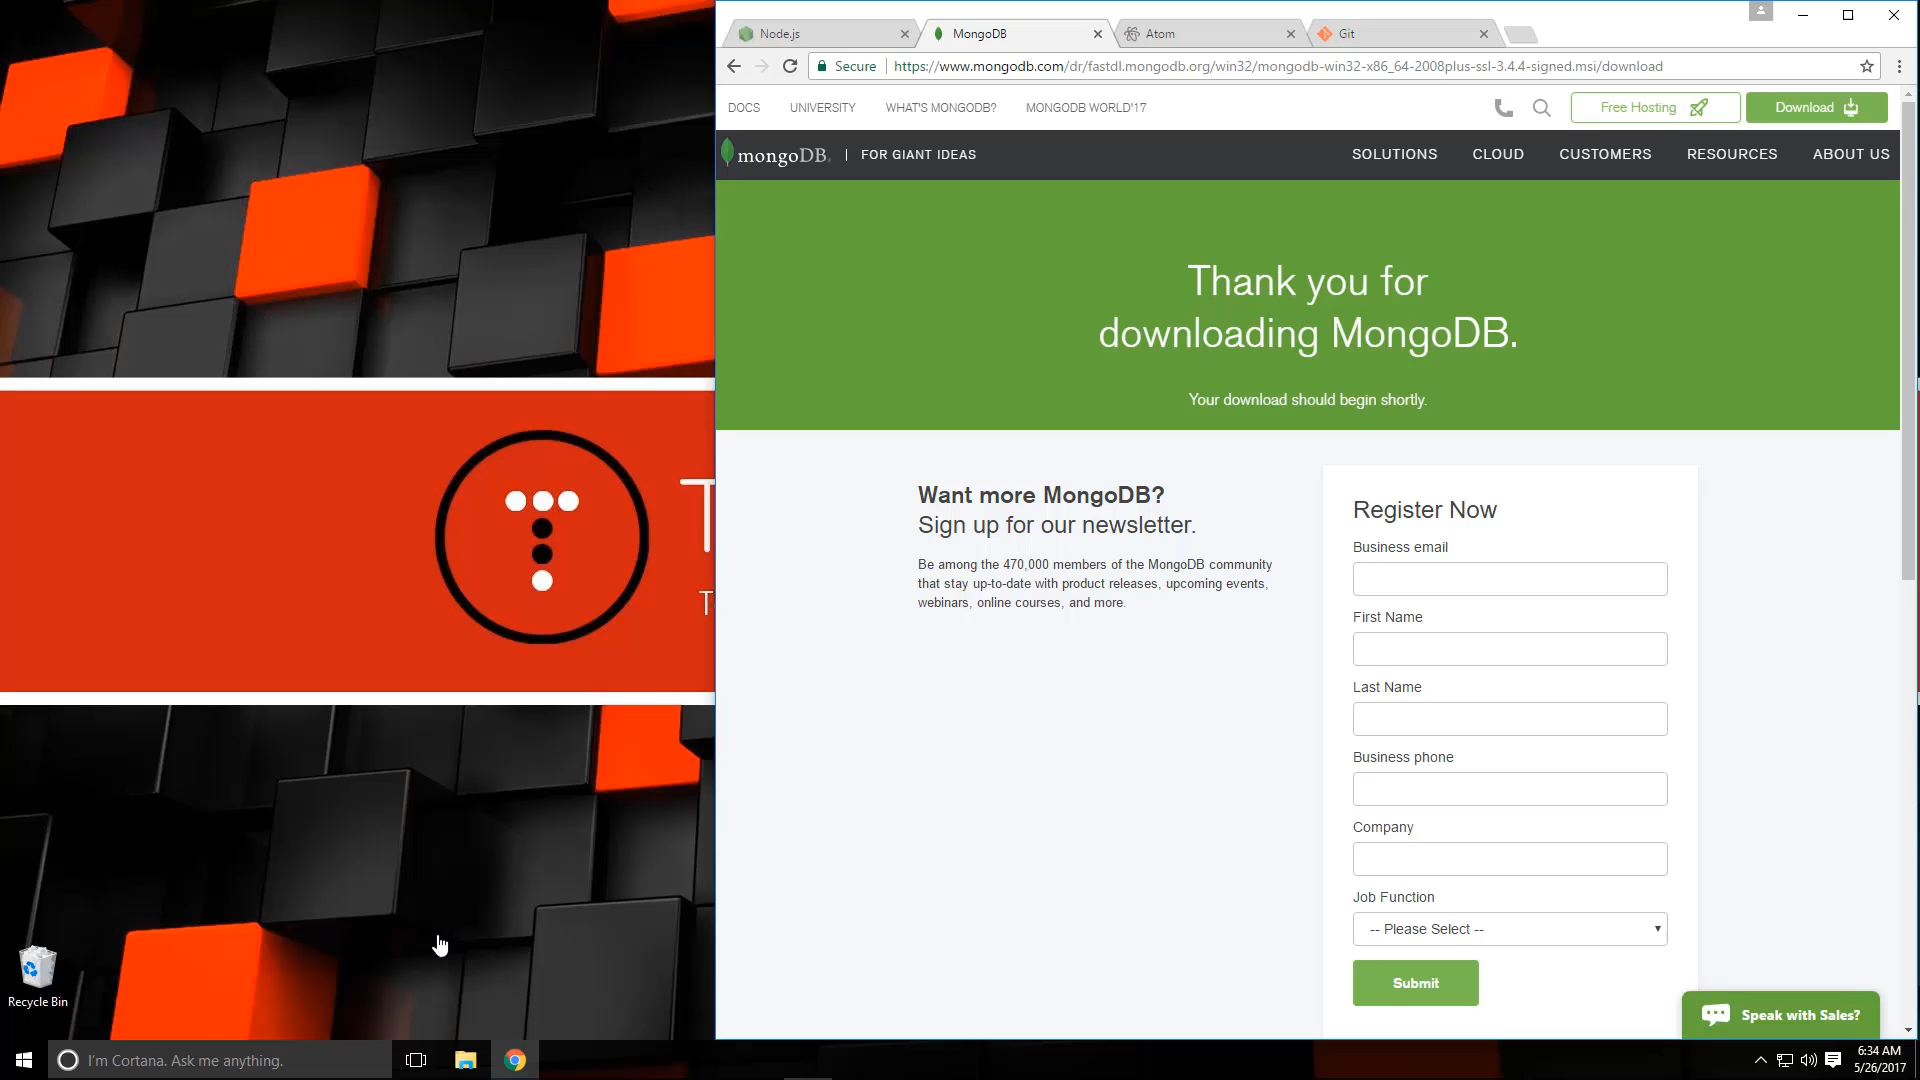 Node.js
MongoDB
Atom
Git
Secure
https://www.mongodb.com/dr/fastdl.mongodb.org/win32/mongodb-win32-x86_64-2008plus-ssl-3.4.4-signed.msi/download
DOCS
UNIVERSITY
WHAT'S MONGODB?
MONGODB WORLD'17
Free Hosting
Download
mongoDB.
FOR GIANT IDEAS
SOLUTIONS
CLOUD
CUSTOMERS
RESOURCES
ABOUT US
Thank you for
downloading MongoDB.
Your download should begin shortly.
Want more MongoDB?
Sign up for our newsletter.
Be among the 470,000 members of the MongoDB community
that stay up-to-date with product releases, upcoming events,
webinars, online courses, and more.
Register Now
Business email
First Name
Last Name
Business phone
Company
Job Function
-- Please Select --
Submit
Speak with Sales?
T
T
Recycle Bin
I'm Cortana. Ask me anything.
6:34 AM
5/26/2017